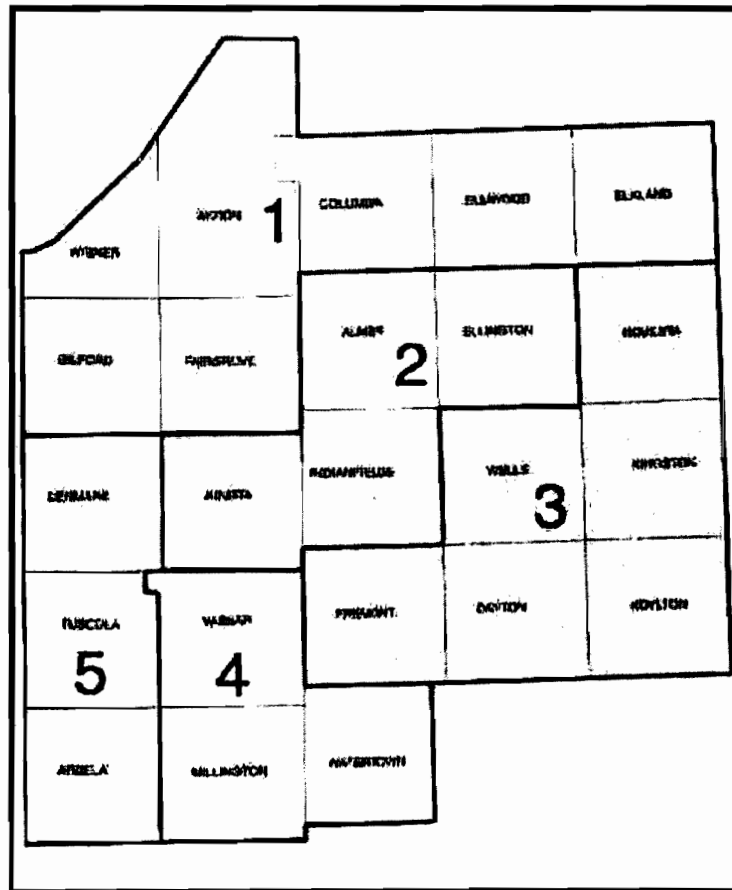 COLUMBIA ELMWOOD ELKLAND
AKRON 1
WISNER
ALMER ELLINGTON NOVESTA
GILFORD FAIRGROVE 2
INDIANFIELDS WELLS KINGSTON
DENMARK JUNIATA 3
TUSCOLA VASSAR FREMONT DAYTON KOYLTON
5 4
ARBELA MILLINGTON WATERTOWN